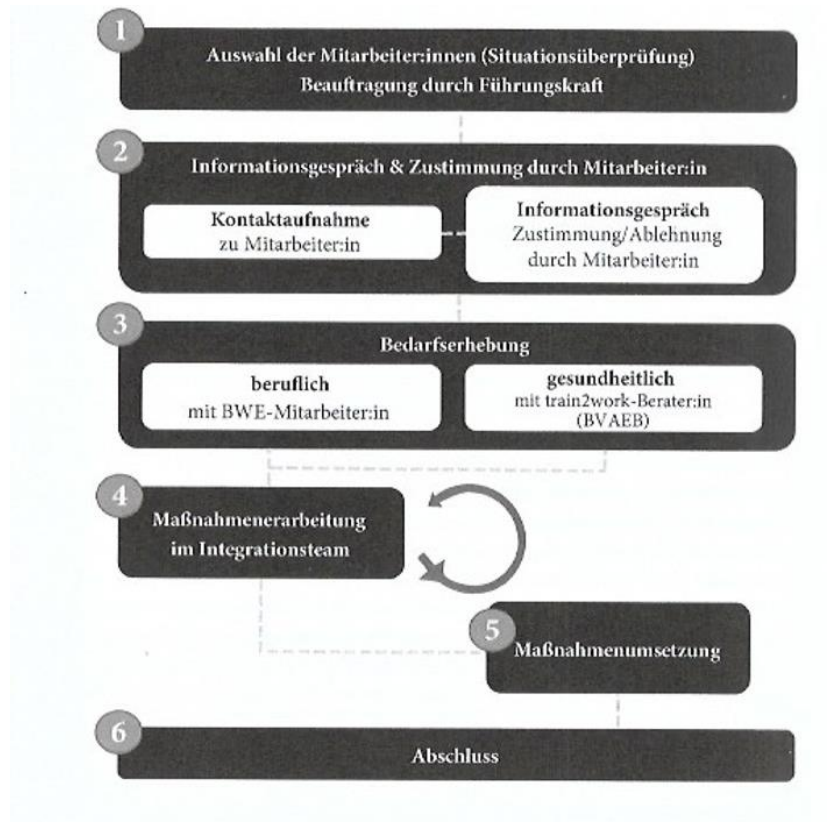 1
Auswahl der Mitarbeiter:innen (Situationsüberprüfung)
Beauftragung durch Führungskraft
2
Informationsgespräch & Zustimmung durch Mitarbeiter:in
Kontaktaufnahme
zu Mitarbeiter:in
Informationsgespräch
Zustimmung/Ablehnung
durch Mitarbeiter:in
3
Bedarfserhebung
beruflich
mit BWE-Mitarbeiter:in
gesundheitlich
mit train2work-Berater:in
(BVAEB)
4
Maßnahmenerarbeitung
im Integrationsteam
5
Maßnahmenumsetzung
6
Abschluss